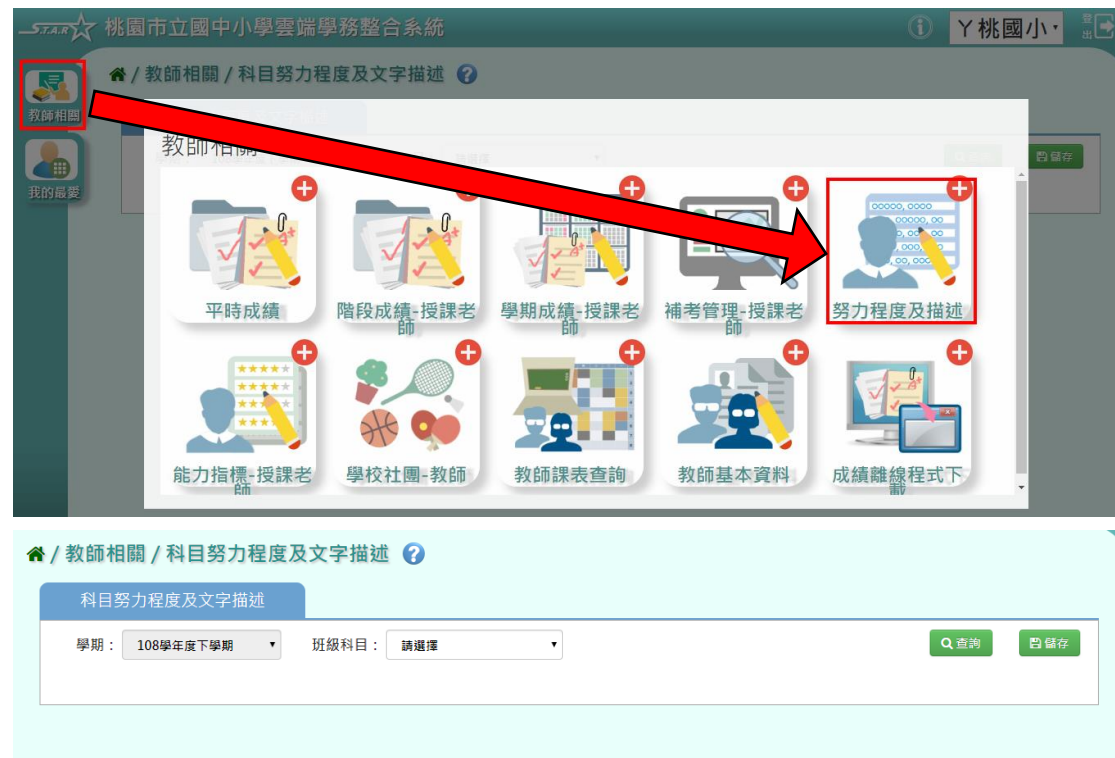 S.T.A.R 桃園市立國中小學雲端學務整合系統
ㄚ桃國小
登出
/ 教師相關 / 科目努力程度及文字描述 ?
教師相關
我的最愛
教師相關
儲存
平時成績
階段成績-授課老師
學期成績-授課老師
補考管理-授課老師
努力程度及描述
能力指標-授課老師
學校社團-教師
教師課表查詢
教師基本資料
成績離線程式下載
/ 教師相關 / 科目努力程度及文字描述 ?
科目努力程度及文字描述
學期： 108學年度下學期 班級科目： 請選擇 查詢 儲存